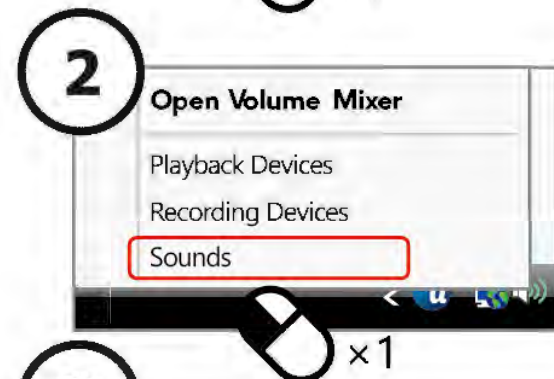 2
Open Volume Mixer
Playback Devices
Recording Devices
Sounds
×1